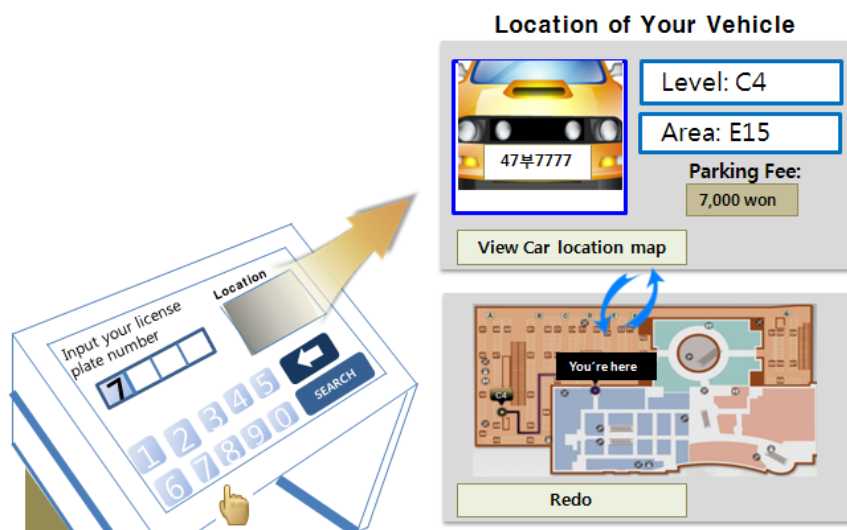 Location of Your Vehicle
47부7777
Level: C4
Area: E15
Parking Fee:
7,000 won
View Car location map
Location
Input your license
plate number
7
1 2 3 4 5
6 7 8 9 0
SEARCH
You're here
C4
Redo